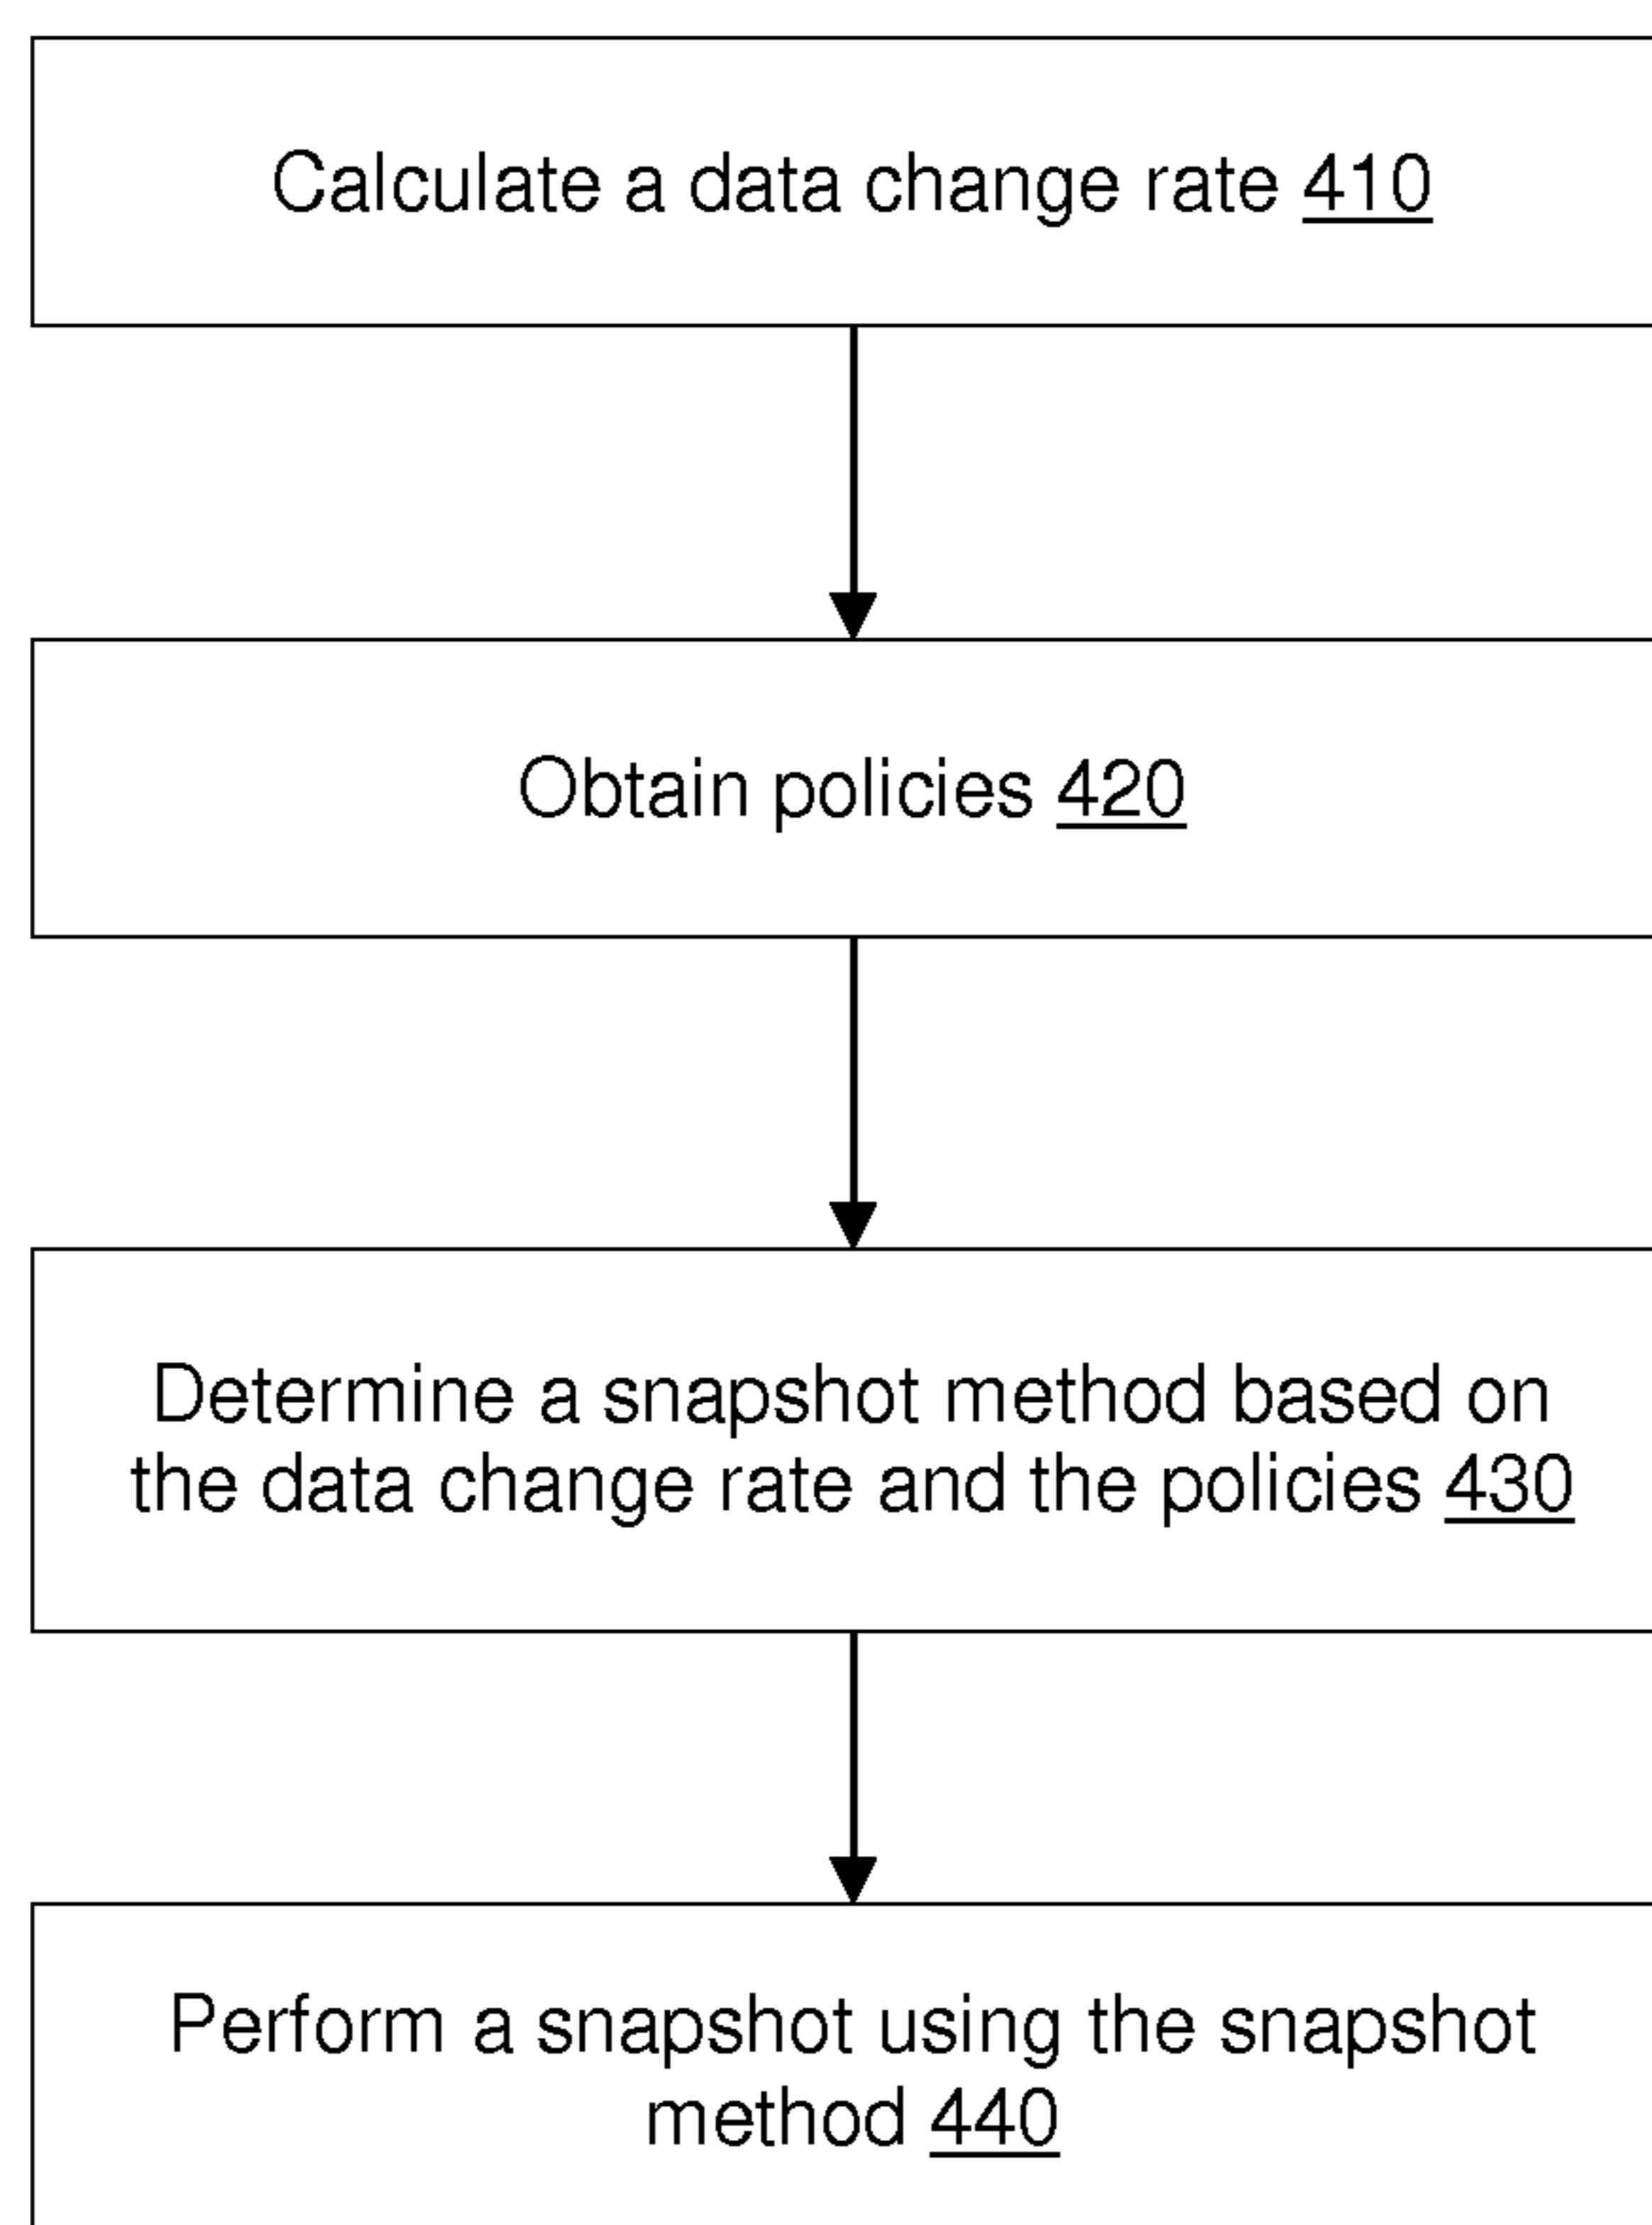 Calculate a data change rate 410
Obtain policies 420
Determine a snapshot method based on
the data change rate and the policies 430
Perform a snapshot using the snapshot
method 440